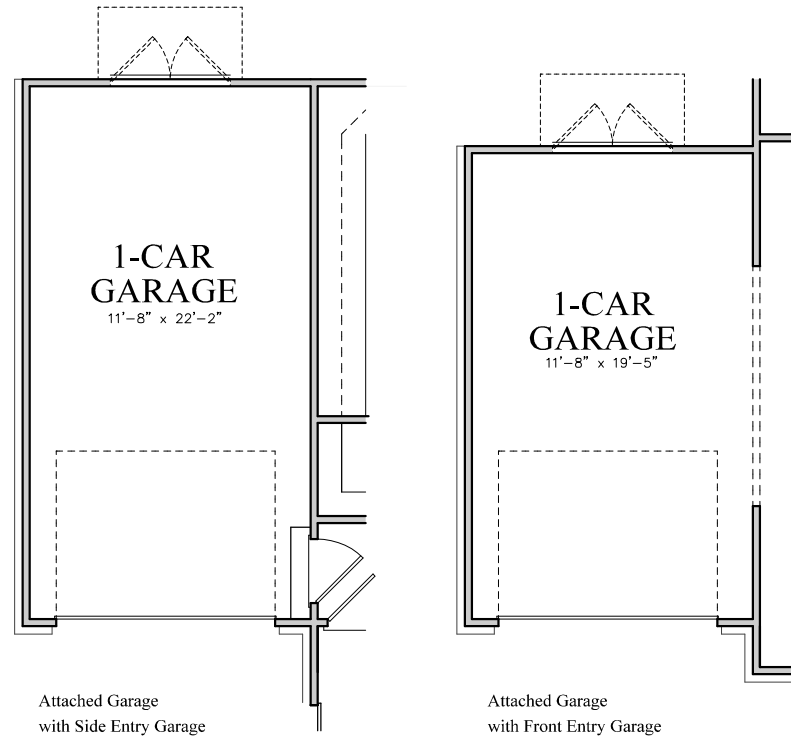 1-CAR
GARAGE
11'-8" x 22'-2"
1-CAR
GARAGE
11'-8" x 19'-5"
Attached Garage
with Side Entry Garage
Attached Garage
with Front Entry Garage